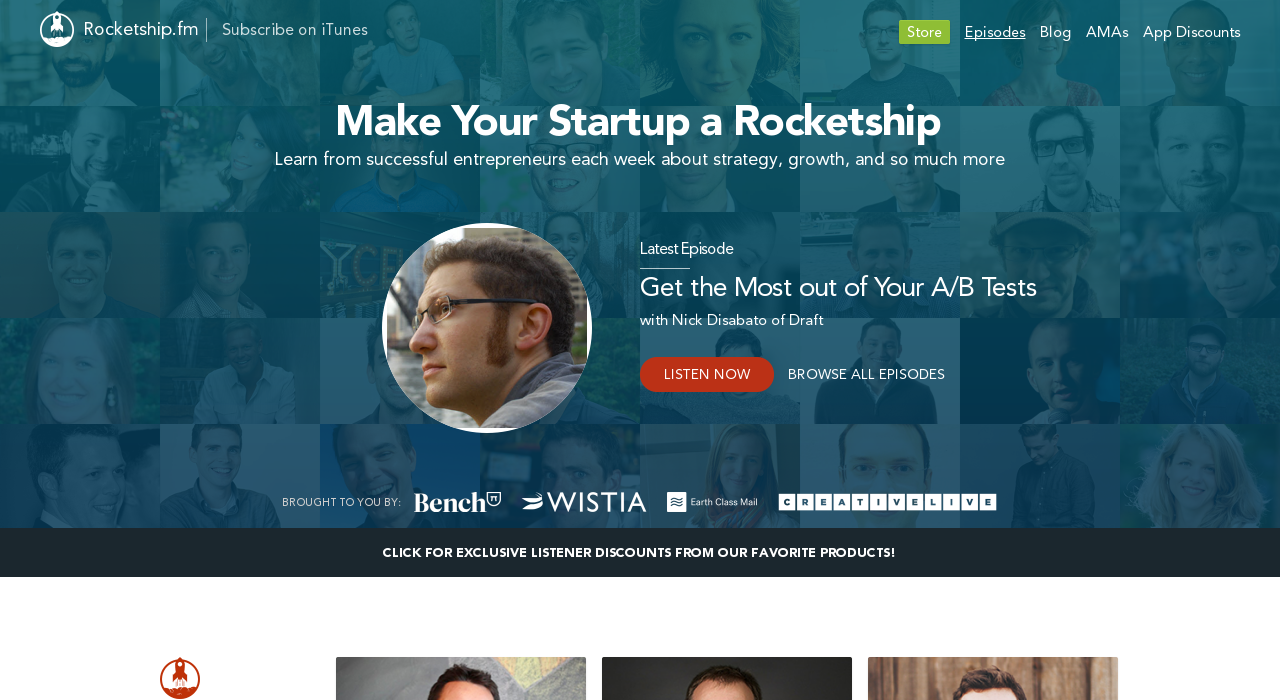 Rocketship.fm
Subscribe on iTunes
Store
Episodes
Blog
AMAs
App Discounts
Make Your Startup a Rocketship
Learn from successful entrepreneurs each week about strategy, growth, and so much more
Latest Episode
Get the Most out of Your A/B Tests
with Nick Disabato of Draft
LISTEN NOW
BROWSE ALL EPISODES
BROUGHT TO YOU BY:
Bench
WISTIA
Earth Class Mail
CREATIVELIVE
CLICK FOR EXCLUSIVE LISTENER DISCOUNTS FROM OUR FAVORITE PRODUCTS!